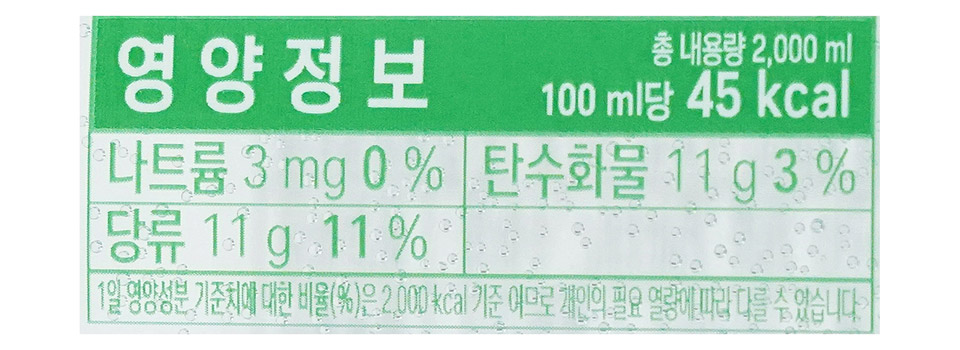 영양정보
총 내용량 2,000 ml
100 ml당 45 kcal
나트륨 3 mg 0 % 탄수화물 11 g 3 %
당류 11 g 11 %
1일 영양성분 기준치에 대한 비율(%)은 2,000 kcal 기준 이므로 개인의 필요 열량에 따라 다를 수 있습니다.